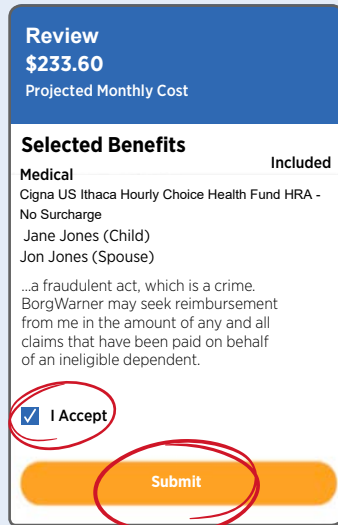 Review
$233.60
Projected Monthly Cost
Selected Benefits
Included
Medical
Cigna US Ithaca Hourly Choice Health Fund HRA -
No Surcharge
Jane Jones (Child)
Jon Jones (Spouse)
...a fraudulent act, which is a crime.
BorgWarner may seek reimbursement
from me in the amount of any and all
claims that have been paid on behalf
of an ineligible dependent.
I Accept
Submit